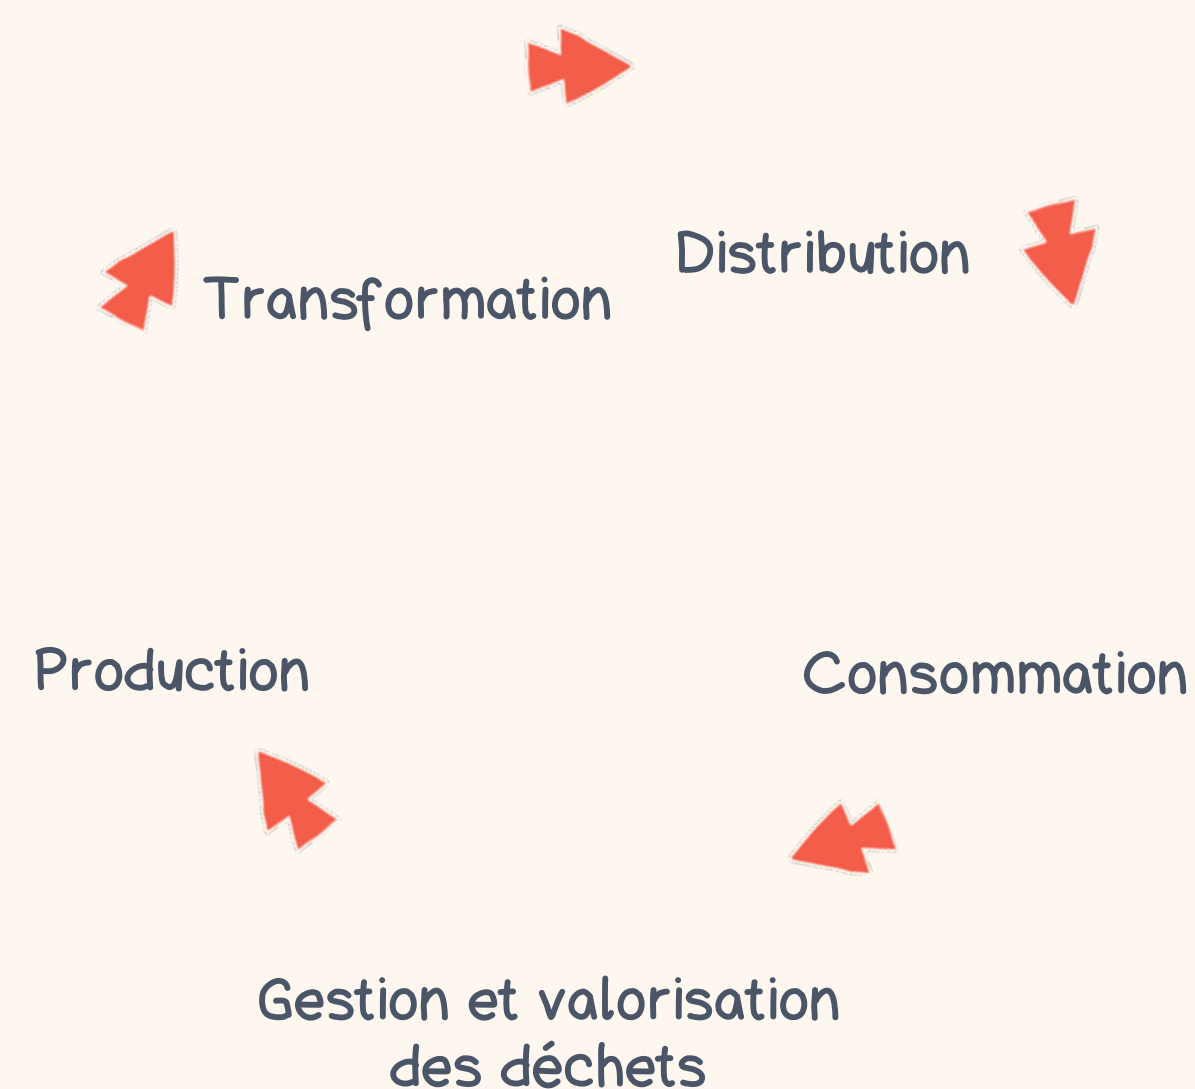 Distribution
Transformation
Production
Consommation
Gestion et valorisation
des déchets